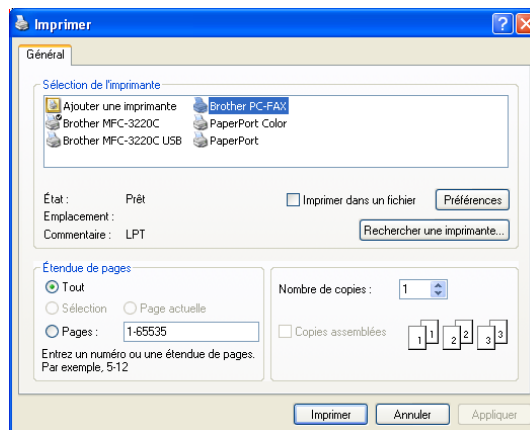 Imprimer
Général
Sélection de l'imprimante
Ajouter une imprimante
Brother PC-FAX
Brother MFC-3220C
PaperPort Color
Brother MFC-3220C USB
PaperPort
État : Prêt
Imprimer dans un fichier
Préférences
Emplacement :
Commentaire : LPT
Rechercher une imprimante...
Étendue de pages
Tout
Nombre de copies : 1
Sélection
Page actuelle
Pages : 1-65535
Copies assemblées
1 1 2 2 3 3
Entrez un numéro ou une étendue de pages.
Par exemple, 5-12
Imprimer
Annuler
Appliquer